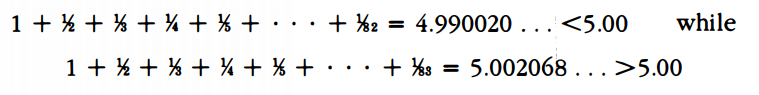 1 + ½ + ⅓ + ¼ + ⅕ + · · · + 1/82 = 4.990020 . . . <5.00 while
1 + ½ + ⅓ + ¼ + ⅕ + · · · + 1/83 = 5.002068 . . . >5.00